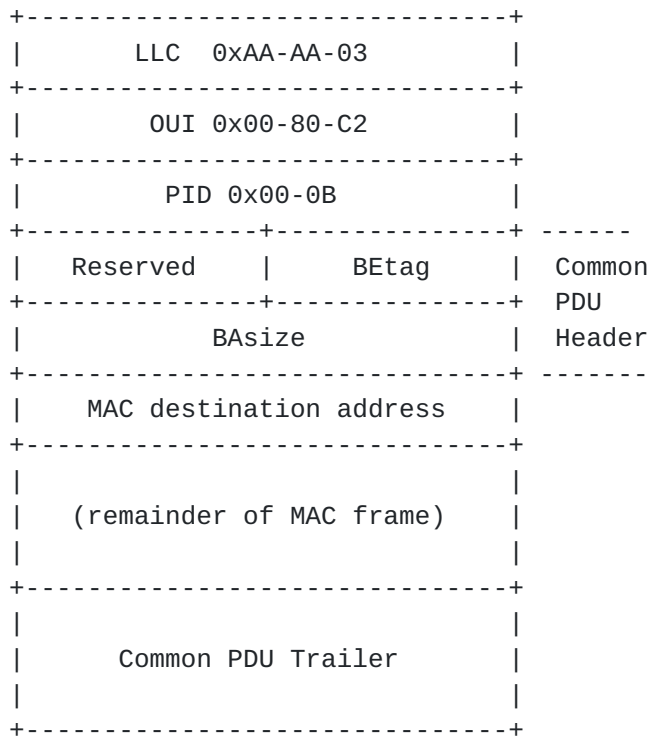 LLC 0xAA-AA-03
OUI 0x00-80-C2
PID 0x00-0B
Reserved | BEtag | Common
PDU
BAsize | Header
MAC destination address
(remainder of MAC frame)
Common PDU Trailer